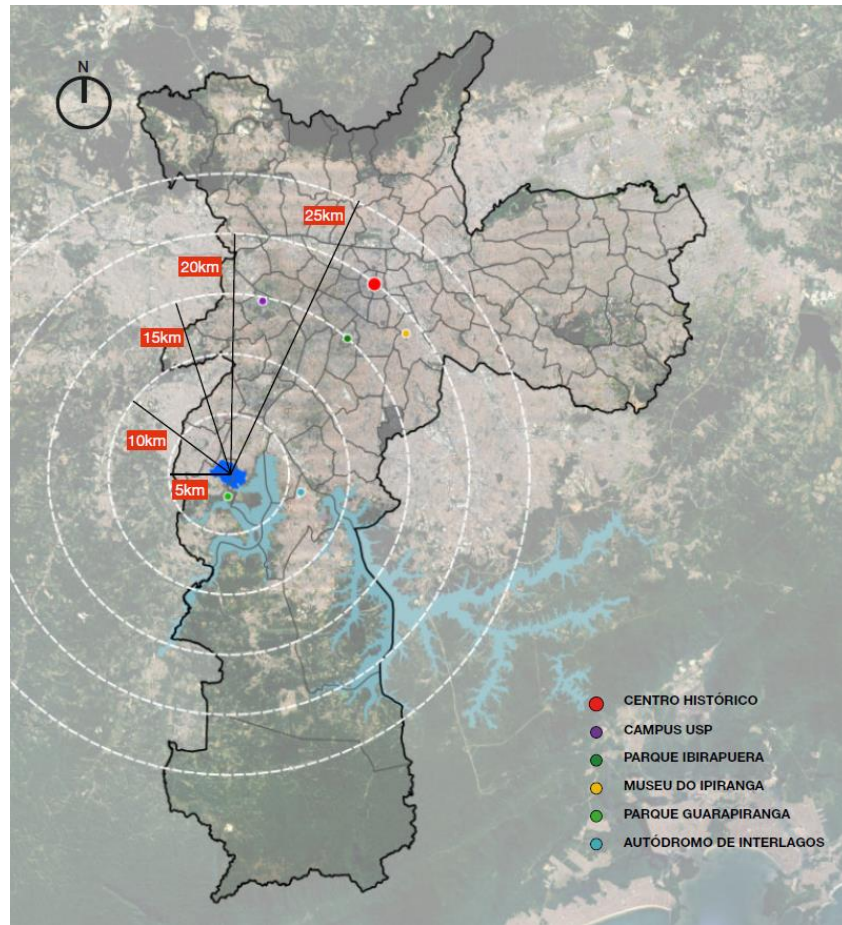 N
25km
20km
15km
10km
5km
CENTRO HISTÓRICO
CAMPUS USP
PARQUE IBIRAPUERA
MUSEU DO IPIRANGA
PARQUE GUARAPIRANGA
AUTÓDROMO DE INTERLAGOS